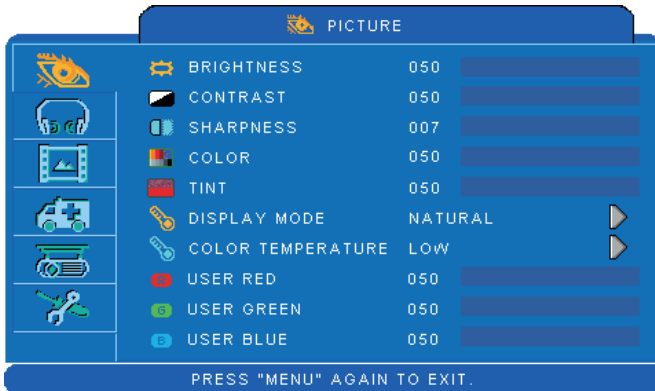 PICTURE
BRIGHTNESS 050
CONTRAST 050
SHARPNESS 007
COLOR 050
TINT 050
DISPLAY MODE NATURAL
COLOR TEMPERATURE LOW
R USER RED 050
G USER GREEN 050
B USER BLUE 050
PRESS "MENU" AGAIN TO EXIT.